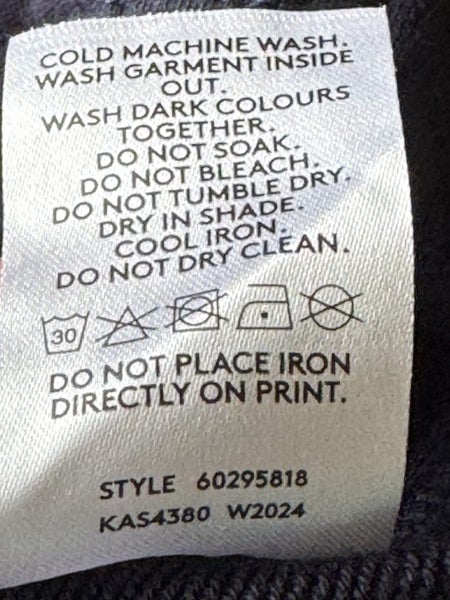 COLD MACHINE WASH.
WASH GARMENT INSIDE
OUT.
WASH DARK COLOURS
TOGETHER.
DO NOT SOAK.
DO NOT BLEACH.
DO NOT TUMBLE DRY.
DRY IN SHADE.
COOL IRON.
DO NOT DRY CLEAN.
30
DO NOT PLACE IRON
DIRECTLY ON PRINT.
STYLE 60295818
KAS4380 W2024